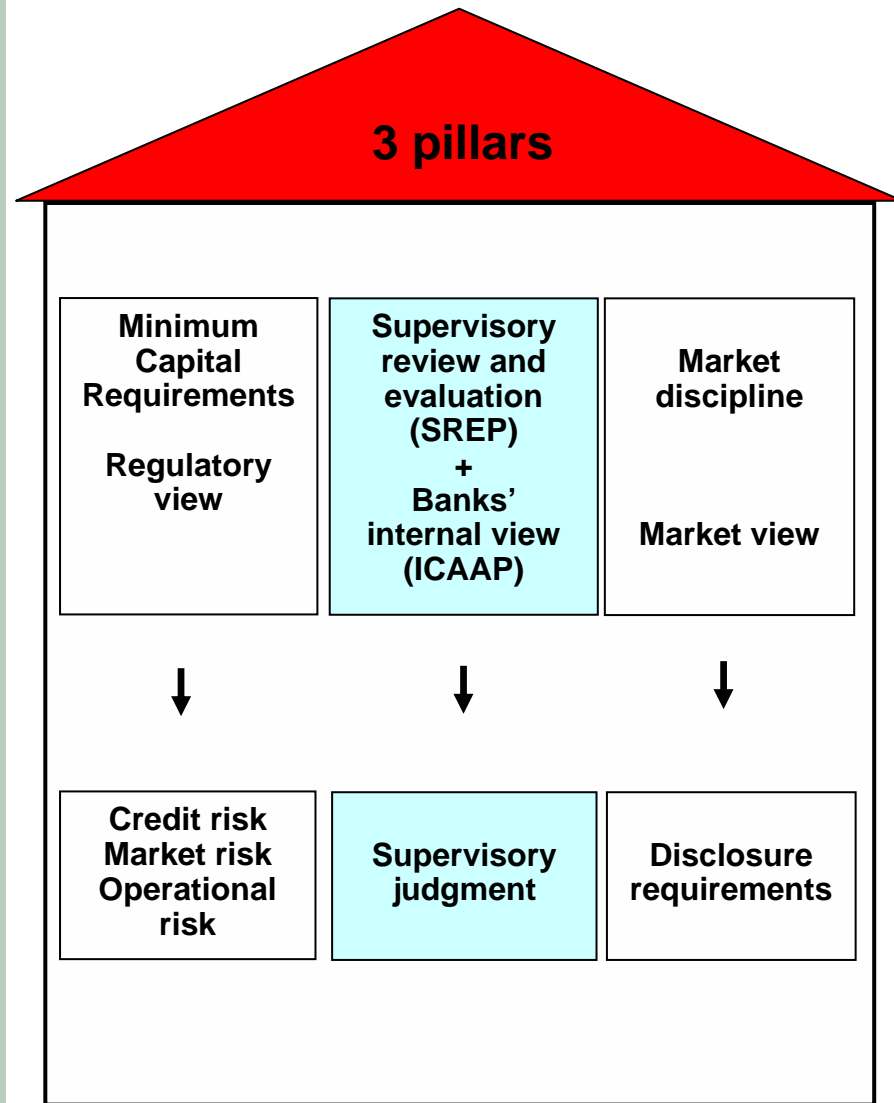 3 pillars
Minimum
Capital
Requirements
Regulatory
view
Supervisory
review and
evaluation
(SREP)
+
Banks’
internal view
(ICAAP)
Market
discipline
Market view
Credit risk
Market risk
Operational
risk
Supervisory
judgment
Disclosure
requirements